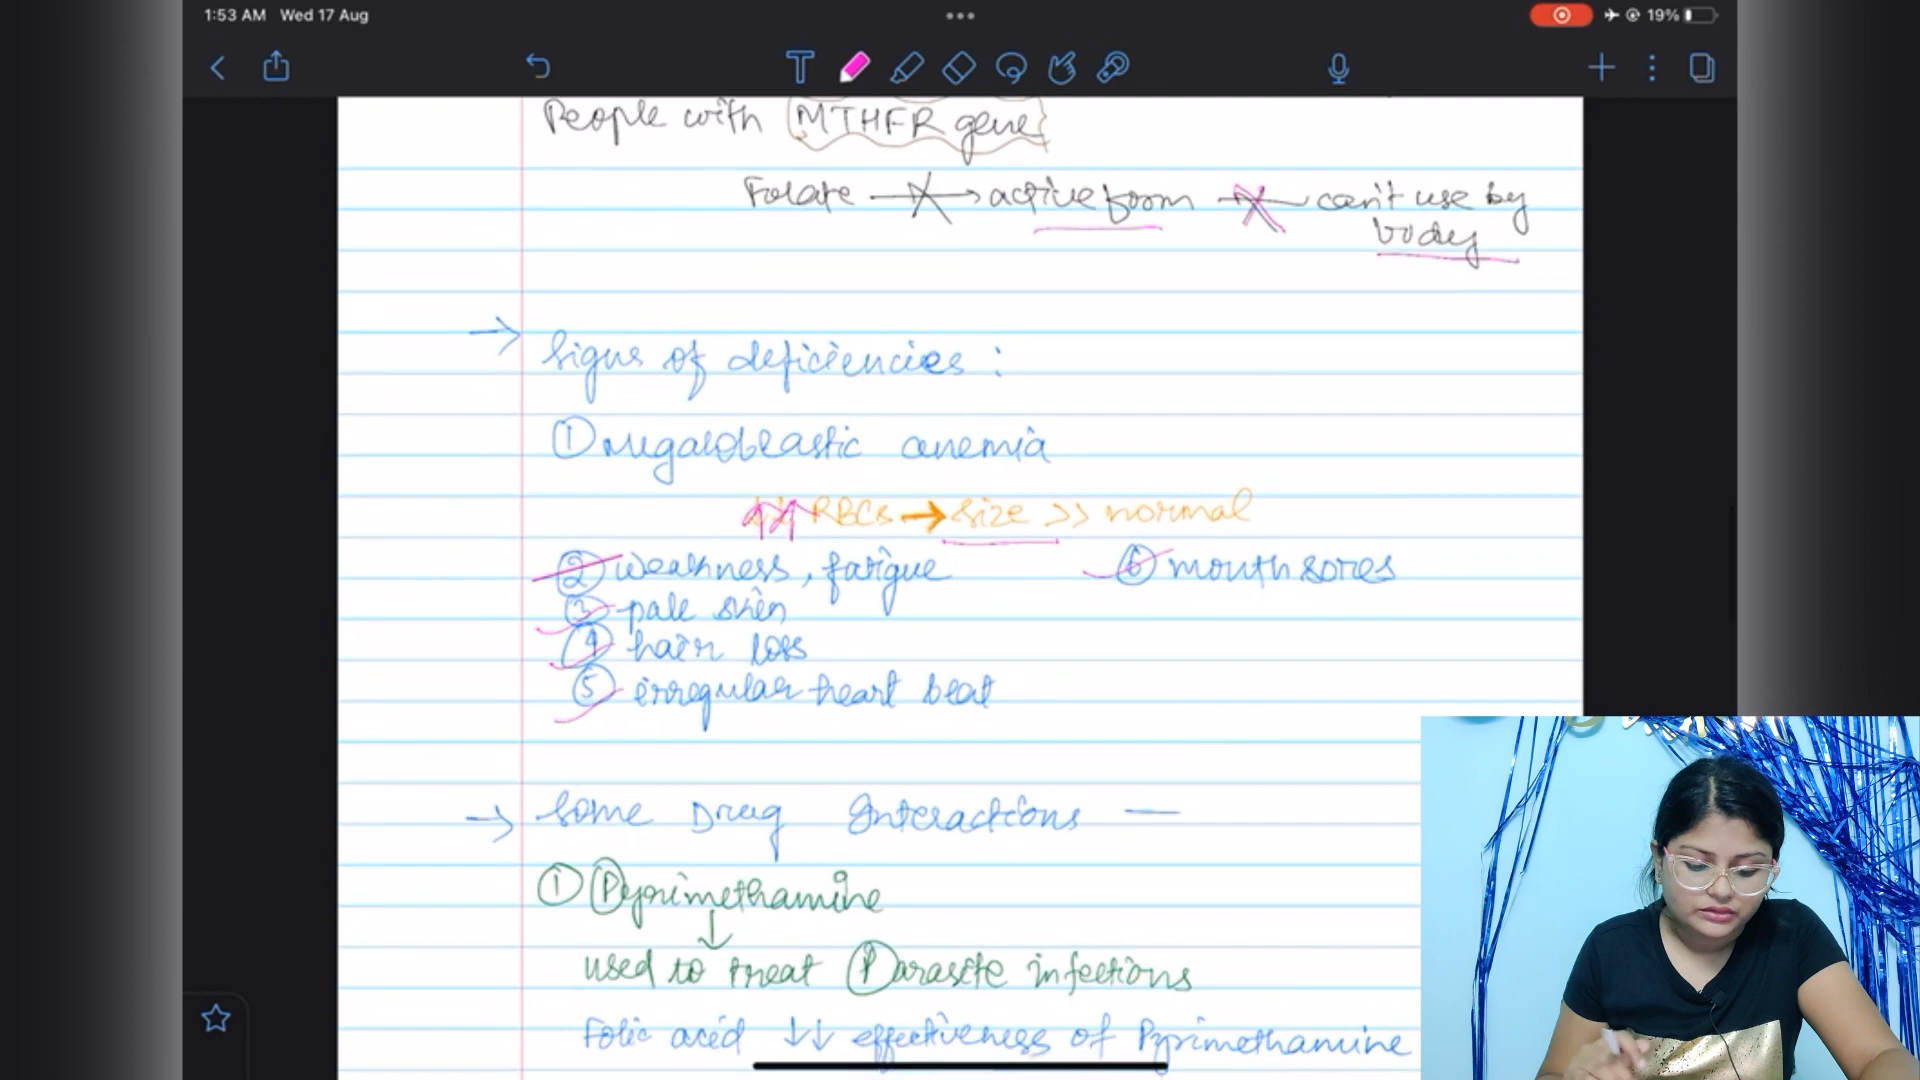 1:53 AM Wed 17 Aug
19%
T
People with MTHFR gene
Folate → active form can't use by
body
→ Signs of deficiencies :
① megaloblastic anemia
RBCs → size >> normal
② weakness, fatigue ⑥ mouth sores
③ pale skin
④ hair loss
⑤ irregular heart beat
→ Some Drug Interactions —
① Pyrimethamine
↓
used to treat Parasite infections
Folic acid ↓↓ effectiveness of Pyrimethamine